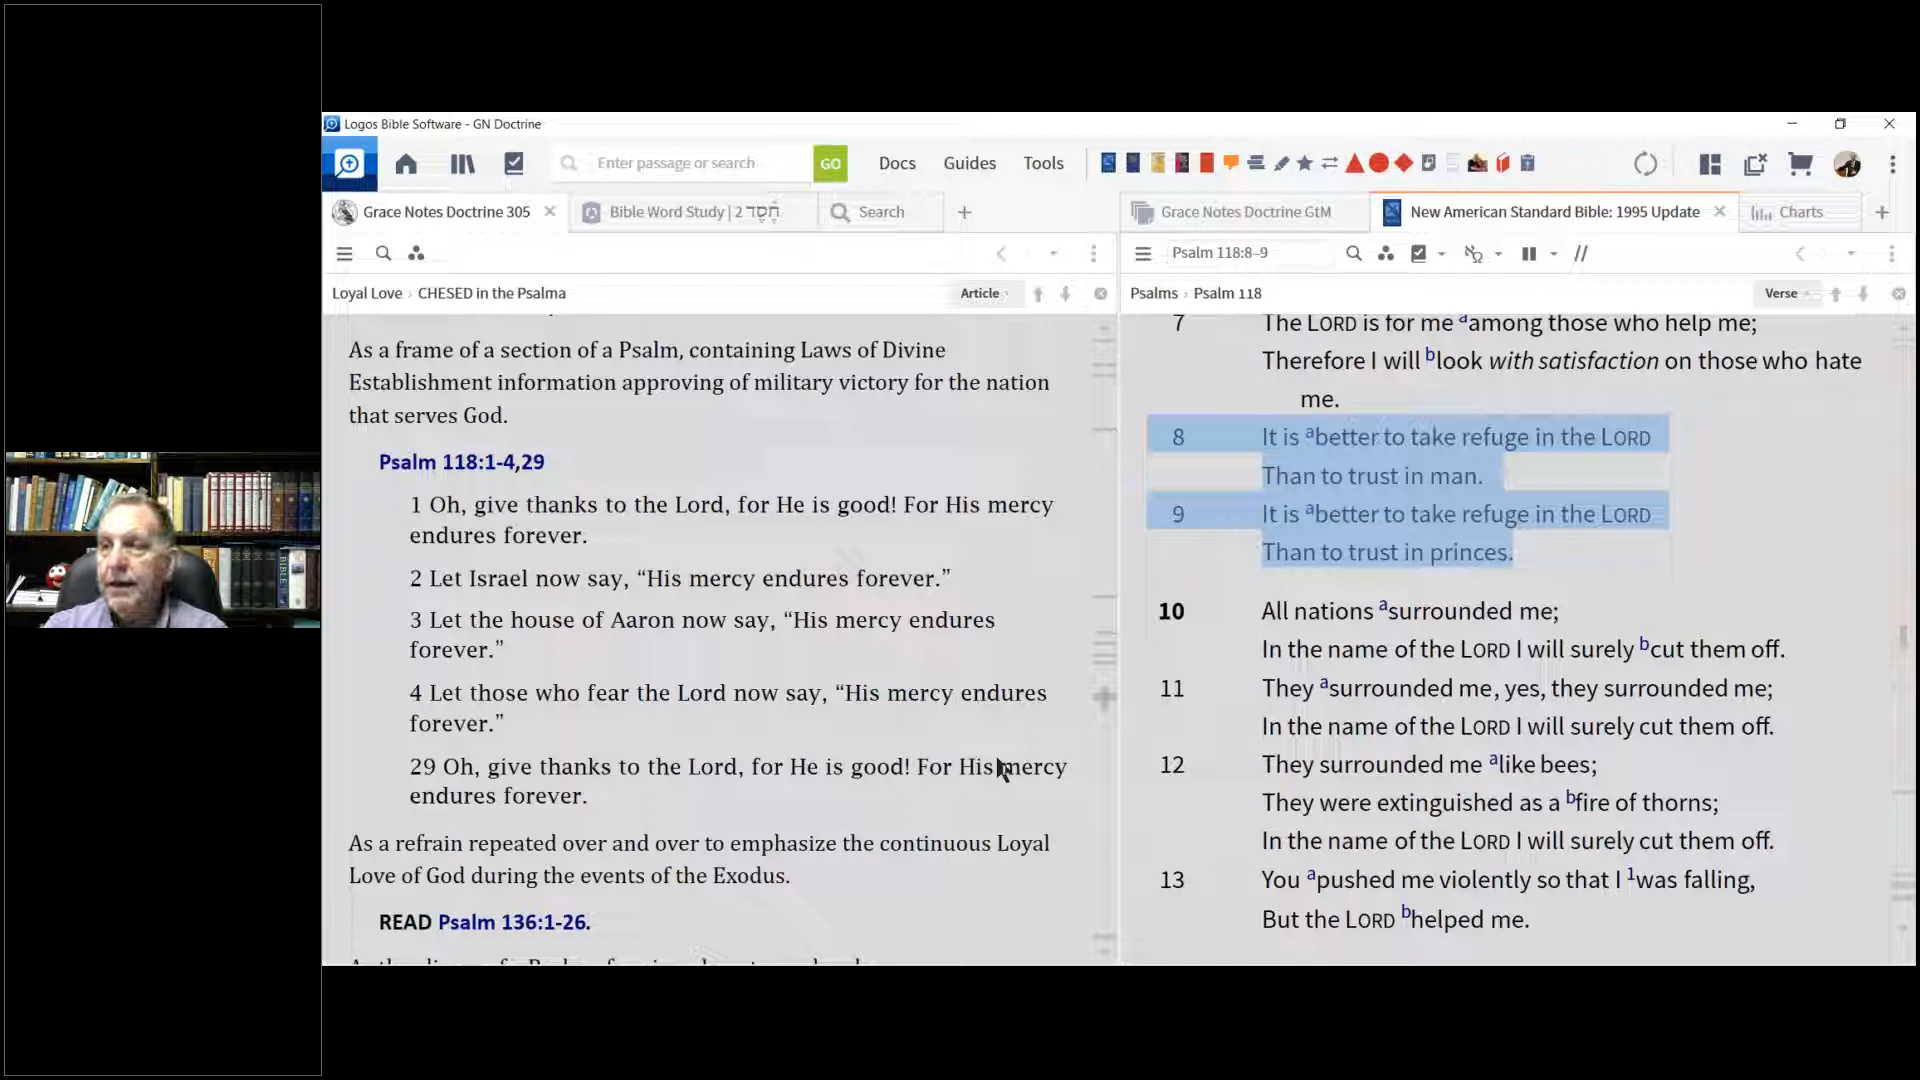 Logos Bible Software - GN Doctrine
Enter passage or search
GO
Docs
Guides
Tools
Grace Notes Doctrine 305
Bible Word Study | 2 חֶסֶד
Search
Loyal Love › CHESED in the Psalma
Article
As a frame of a section of a Psalm, containing Laws of Divine
Establishment information approving of military victory for the nation
that serves God.
Psalm 118:1-4,29
1 Oh, give thanks to the Lord, for He is good! For His mercy
endures forever.
2 Let Israel now say, “His mercy endures forever.”
3 Let the house of Aaron now say, “His mercy endures
forever.”
4 Let those who fear the Lord now say, “His mercy endures
forever.”
29 Oh, give thanks to the Lord, for He is good! For His mercy
endures forever.
As a refrain repeated over and over to emphasize the continuous Loyal
Love of God during the events of the Exodus.
READ Psalm 136:1-26.
Grace Notes Doctrine GtM
New American Standard Bible: 1995 Update
Charts
Psalm 118:8–9
Psalms › Psalm 118
Verse
7 The LORD is for me a among those who help me;
Therefore I will b look with satisfaction on those who hate
me.
8 It is a better to take refuge in the LORD
Than to trust in man.
9 It is a better to take refuge in the LORD
Than to trust in princes.
10 All nations a surrounded me;
In the name of the LORD I will surely b cut them off.
11 They a surrounded me, yes, they surrounded me;
In the name of the LORD I will surely cut them off.
12 They surrounded me a like bees;
They were extinguished as a b fire of thorns;
In the name of the LORD I will surely cut them off.
13 You a pushed me violently so that I 1 was falling,
But the LORD b helped me.